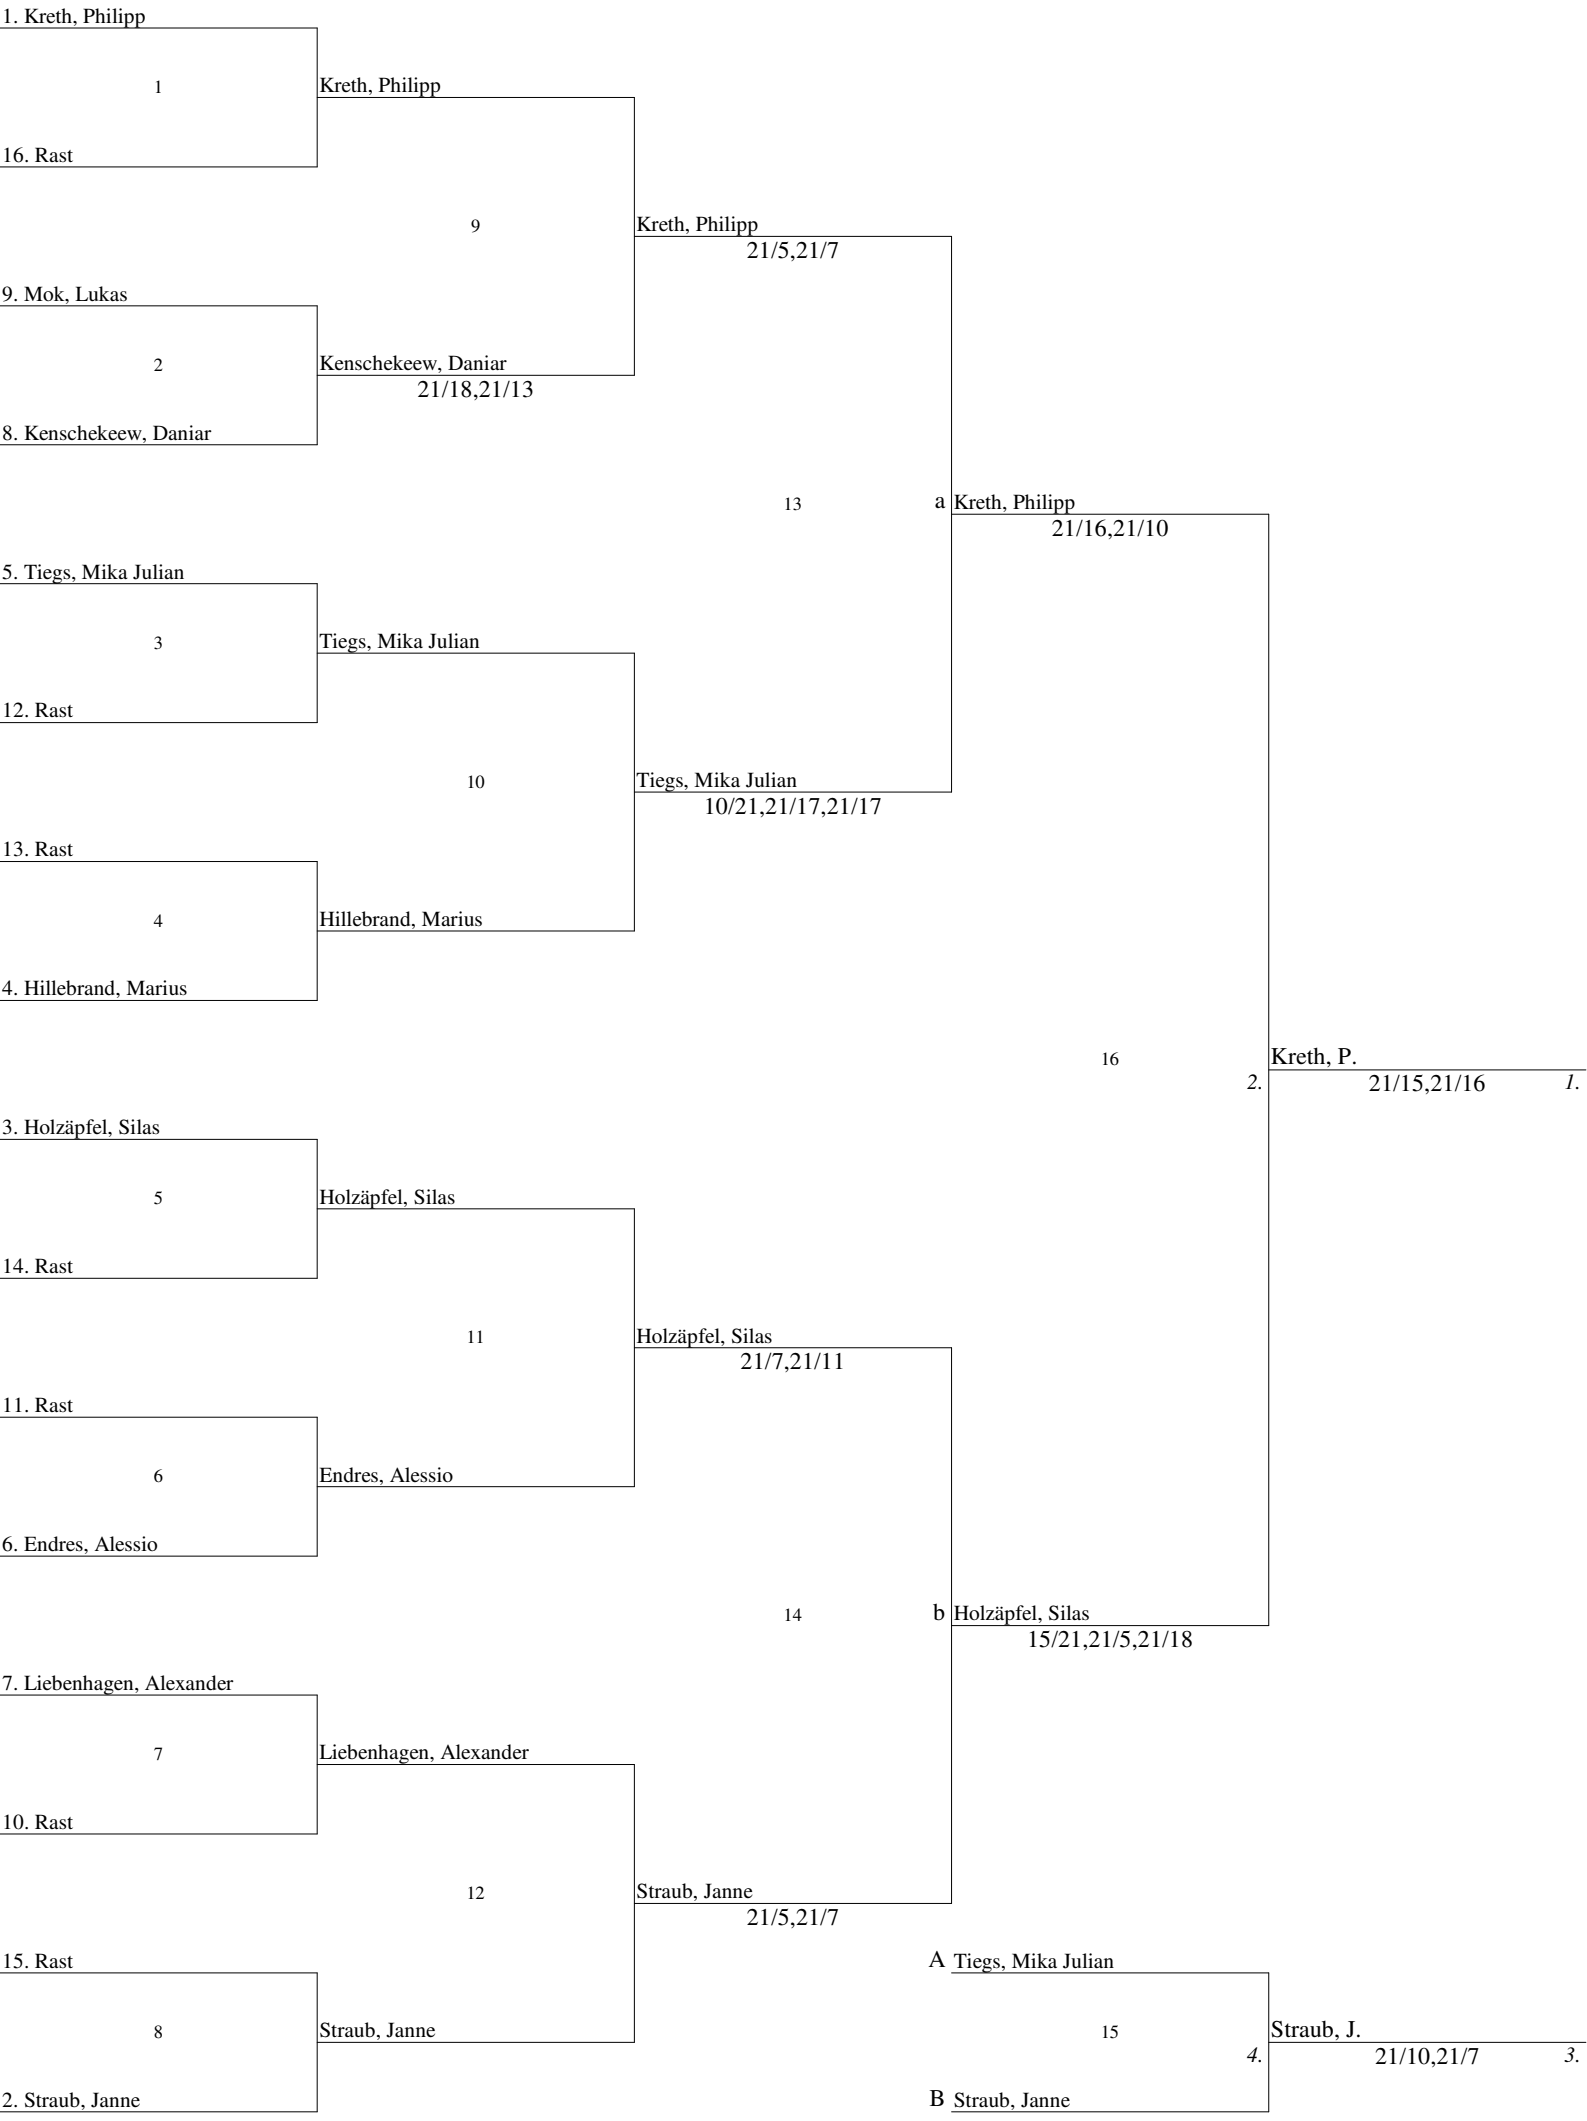 1. Kreth, Philipp
1
Kreth, Philipp
16. Rast
9
Kreth, Philipp
21/5,21/7
9. Mok, Lukas
2
Kenschekeew, Daniar
21/18,21/13
8. Kenschekeew, Daniar
13
a Kreth, Philipp
21/16,21/10
5. Tiegs, Mika Julian
3
Tiegs, Mika Julian
12. Rast
10
Tiegs, Mika Julian
10/21,21/17,21/17
13. Rast
4
Hillebrand, Marius
4. Hillebrand, Marius
16
Kreth, P.
2.
21/15,21/16
1.
3. Holzäpfel, Silas
5
Holzäpfel, Silas
14. Rast
11
Holzäpfel, Silas
21/7,21/11
11. Rast
6
Endres, Alessio
6. Endres, Alessio
14
b Holzäpfel, Silas
15/21,21/5,21/18
7. Liebenhagen, Alexander
7
Liebenhagen, Alexander
10. Rast
12
Straub, Janne
21/5,21/7
15. Rast
A Tiegs, Mika Julian
8
Straub, Janne
15
Straub, J.
4.
21/10,21/7
3.
2. Straub, Janne
B Straub, Janne